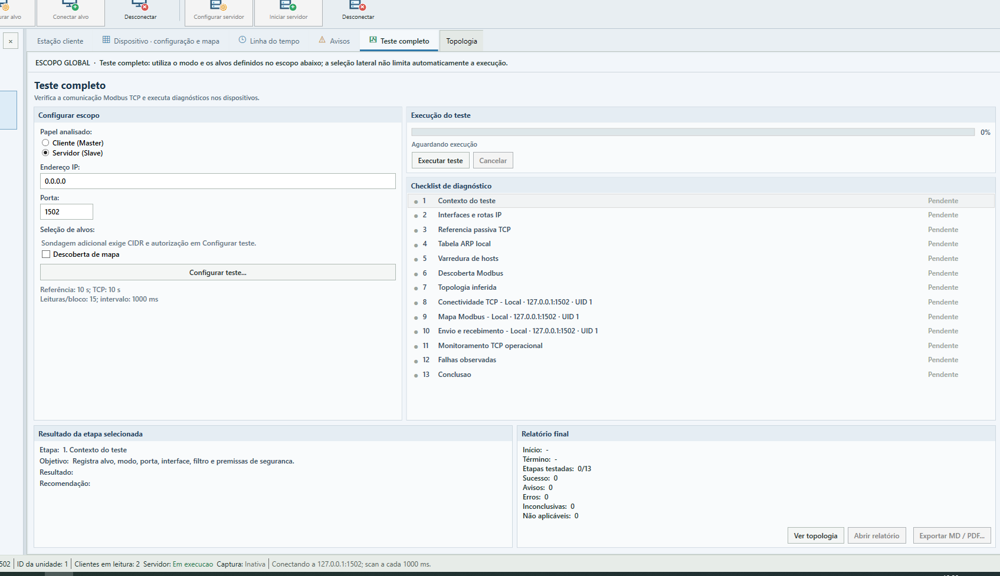 urar alvo
Conectar alvo
Desconectar
Configurar servidor
Iniciar servidor
Desconectar
×
Estação cliente
Dispositivo · configuração e mapa
Linha do tempo
Avisos
Teste completo
Topologia
ESCOPO GLOBAL · Teste completo: utiliza o modo e os alvos definidos no escopo abaixo; a seleção lateral não limita automaticamente a execução.
Teste completo
Verifica a comunicação Modbus TCP e executa diagnósticos nos dispositivos.
Configurar escopo
Papel analisado:
Cliente (Master)
Servidor (Slave)
Endereço IP:
0.0.0.0
Porta:
1502
Seleção de alvos:
Sondagem adicional exige CIDR e autorização em Configurar teste.
Descoberta de mapa
Configurar teste...
Referência: 10 s; TCP: 10 s
Leituras/bloco: 15; intervalo: 1000 ms
Execução do teste
0%
Aguardando execução
Executar teste
Cancelar
Checklist de diagnóstico
1 Contexto do teste Pendente
2 Interfaces e rotas IP Pendente
3 Referencia passiva TCP Pendente
4 Tabela ARP local Pendente
5 Varredura de hosts Pendente
6 Descoberta Modbus Pendente
7 Topologia inferida Pendente
8 Conectividade TCP - Local · 127.0.0.1:1502 · UID 1 Pendente
9 Mapa Modbus - Local · 127.0.0.1:1502 · UID 1 Pendente
10 Envio e recebimento - Local · 127.0.0.1:1502 · UID 1 Pendente
11 Monitoramento TCP operacional Pendente
12 Falhas observadas Pendente
13 Conclusao Pendente
Resultado da etapa selecionada
Etapa: 1. Contexto do teste
Objetivo: Registra alvo, modo, porta, interface, filtro e premissas de seguranca.
Resultado:
Recomendação:
Relatório final
Início: -
Término: -
Etapas testadas: 0/13
Sucesso: 0
Avisos: 0
Erros: 0
Inconclusivas: 0
Não aplicáveis: 0
Ver topologia
Abrir relatório
Exportar MD / PDF...
502 ID da unidade: 1 Clientes em leitura: 2 Servidor: Em execucao Captura: Inativa Conectando a 127.0.0.1:1502; scan a cada 1000 ms.